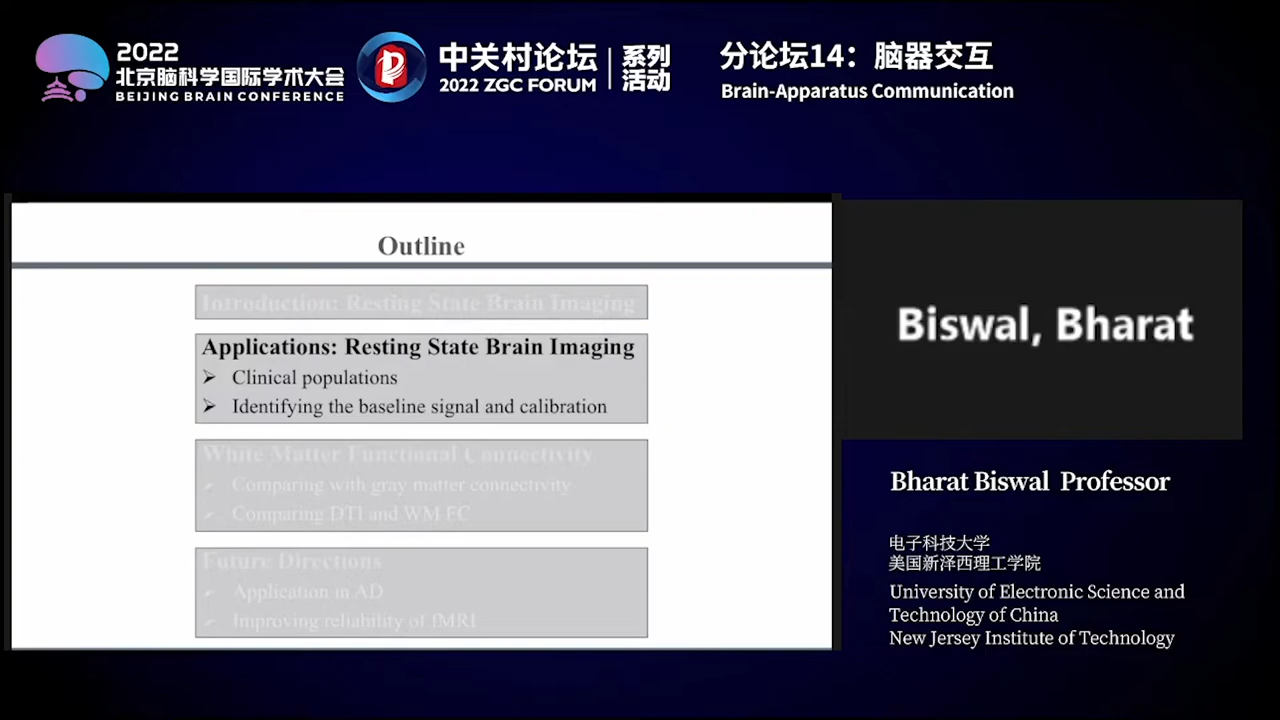 2022
北京脑科学国际学术大会
BEIJING BRAIN CONFERENCE
中关村论坛
2022 ZGC FORUM
系列
活动
分论坛14：脑器交互
Brain-Apparatus Communication
Outline
Introduction: Resting State Brain Imaging
Applications: Resting State Brain Imaging
➢ Clinical populations
➢ Identifying the baseline signal and calibration
White Matter Functional Connectivity
➢ Comparing with gray matter connectivity
➢ Comparing DTI and WM FC
Future Directions
➢ Application in AD
➢ Improving reliability of fMRI
Biswal, Bharat
Bharat Biswal Professor
电子科技大学
美国新泽西理工学院
University of Electronic Science and
Technology of China
New Jersey Institute of Technology